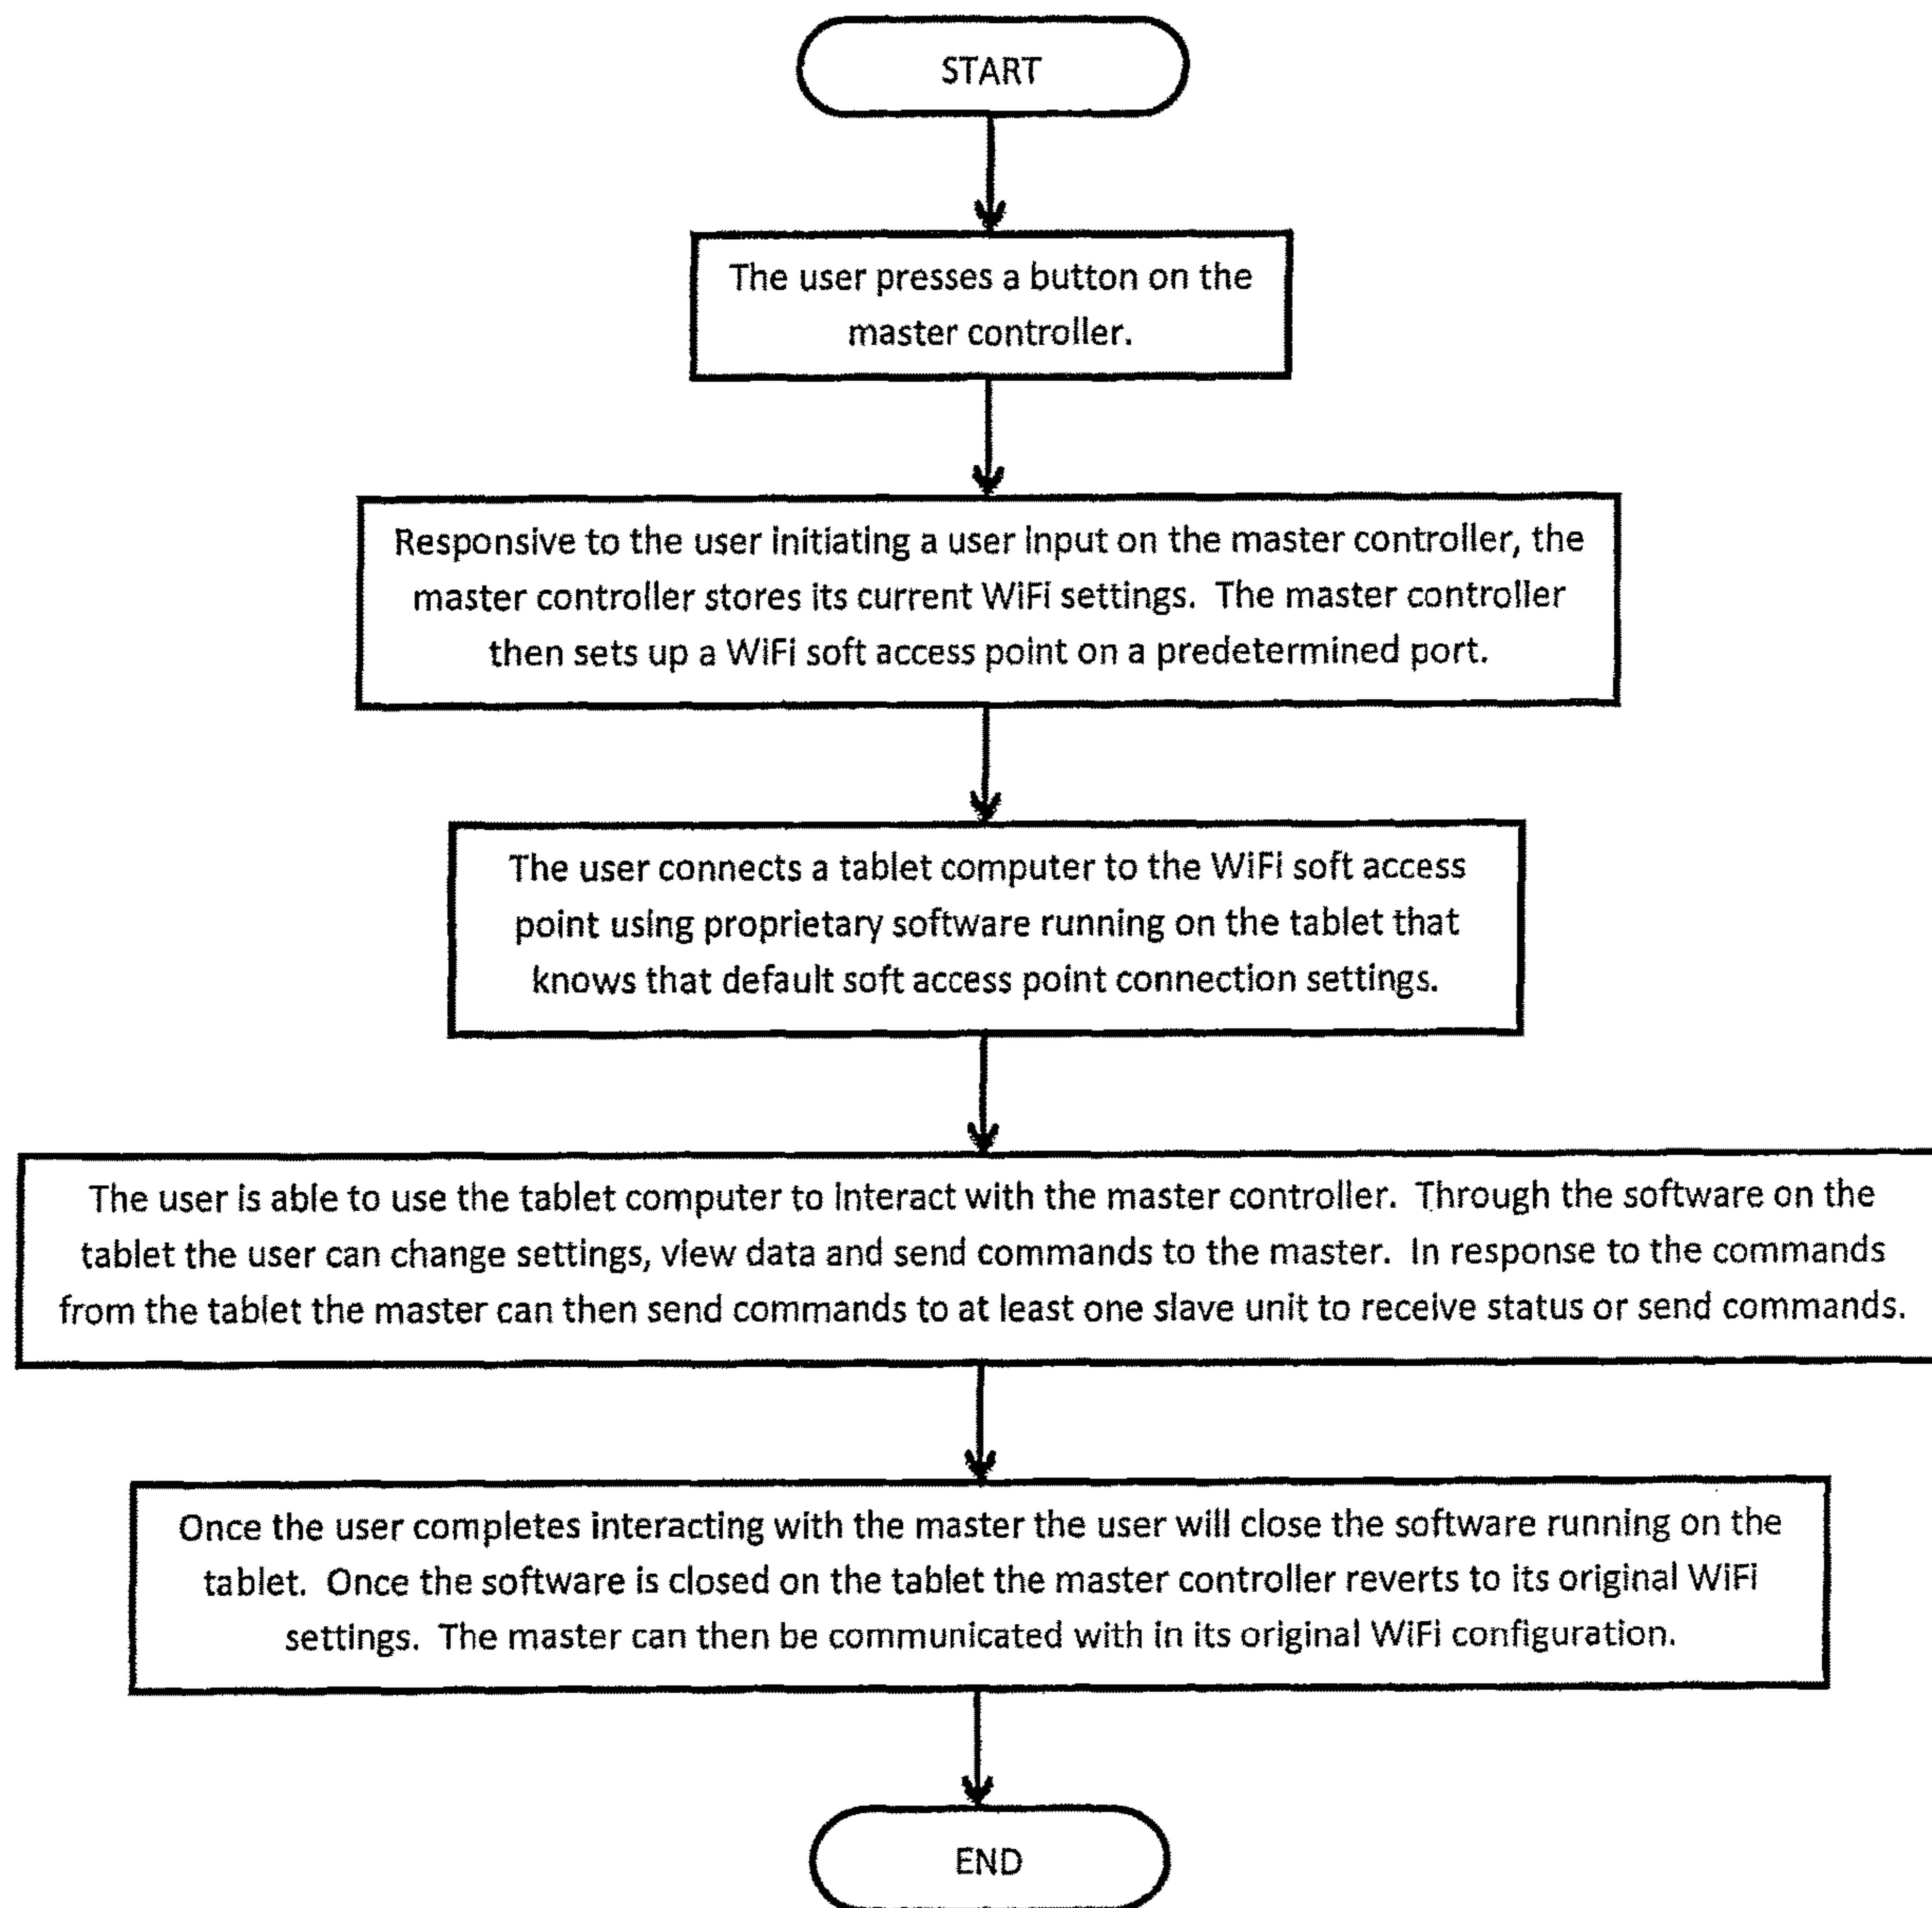 START
The user presses a button on the
master controller.
Responsive to the user initiating a user input on the master controller, the
master controller stores its current WiFi settings.  The master controller
then sets up a WiFi soft access point on a predetermined port.
The user connects a tablet computer to the WiFi soft access
point using proprietary software running on the tablet that
knows that default soft access point connection settings.
The user is able to use the tablet computer to interact with the master controller.  Through the software on the
tablet the user can change settings, view data and send commands to the master.  In response to the commands
from the tablet the master can then send commands to at least one slave unit to receive status or send commands.
Once the user completes interacting with the master the user will close the software running on the
tablet.  Once the software is closed on the tablet the master controller reverts to its original WiFi
settings.  The master can then be communicated with in its original WiFi configuration.
END